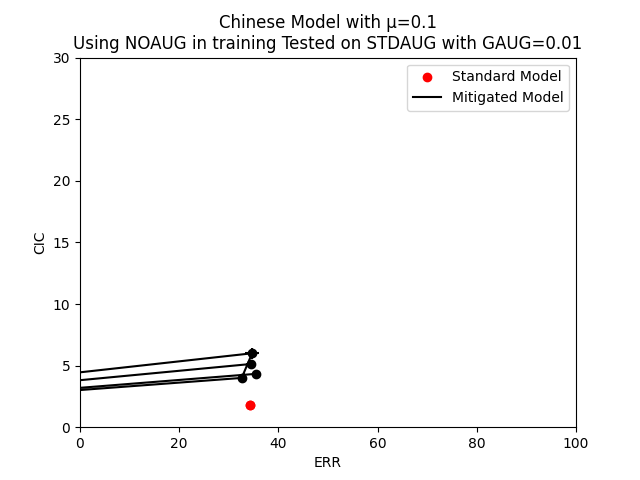 Chinese Model with μ=0.1
Using NOAUG in training Tested on STDAUG with GAUG=0.01
Standard Model
Mitigated Model
30
25
20
15
10
5
0
CIC
0 20 40 60 80 100
ERR